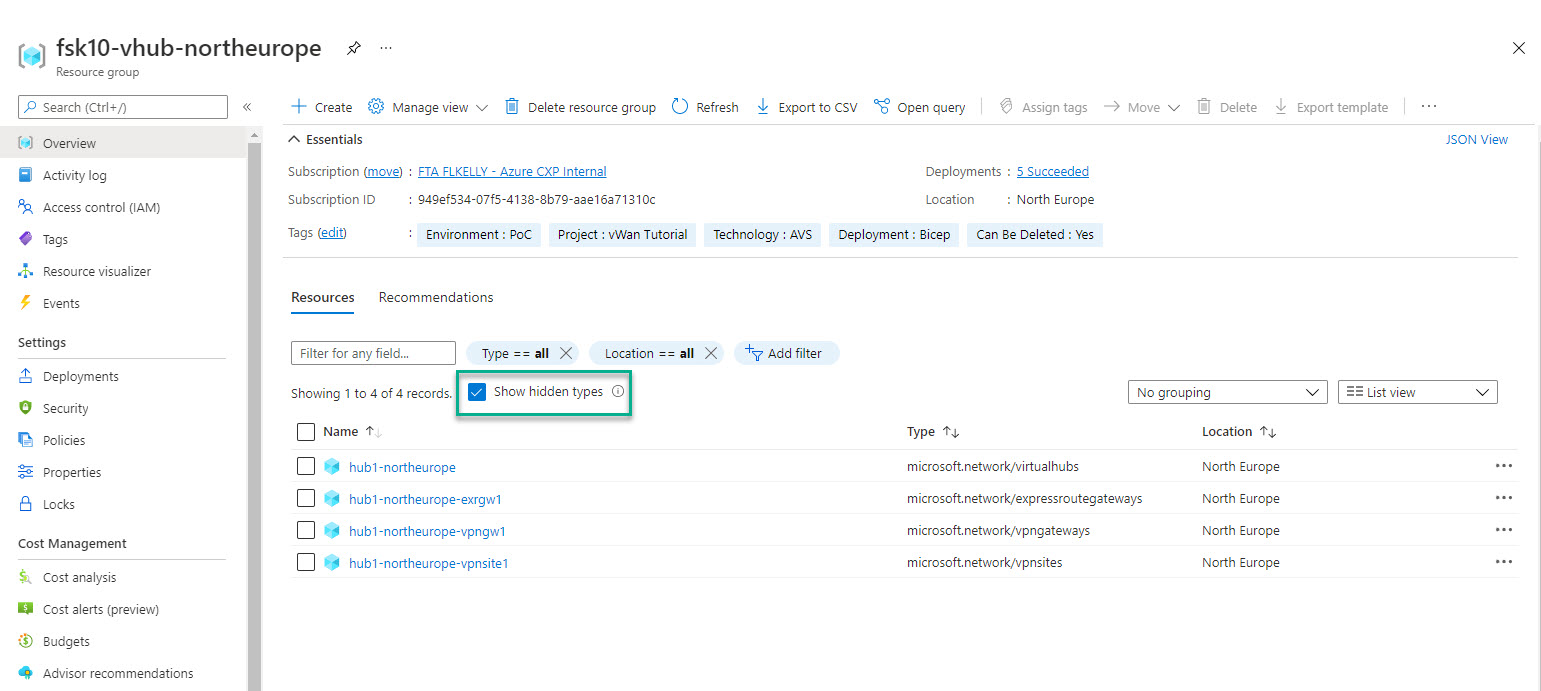 fsk10-vhub-northeurope
Resource group
Search (Ctrl+/)
Overview
Activity log
Access control (IAM)
Tags
Resource visualizer
Events
Settings
Deployments
Security
Policies
Properties
Locks
Cost Management
Cost analysis
Cost alerts (preview)
Budgets
Advisor recommendations
Create Manage view Delete resource group Refresh Export to CSV Open query Assign tags Move Delete Export template
Essentials JSON View
Subscription (move) : FTA FLKELLY - Azure CXP Internal Deployments : 5 Succeeded
Subscription ID : 949ef534-07f5-4138-8b79-aae16a71310c Location : North Europe
Tags (edit) : Environment : PoC Project : vWan Tutorial Technology : AVS Deployment : Bicep Can Be Deleted : Yes
Resources Recommendations
Filter for any field... Type == all Location == all Add filter
Showing 1 to 4 of 4 records. Show hidden types No grouping List view
Name Type Location
hub1-northeurope microsoft.network/virtualhubs North Europe
hub1-northeurope-exrgw1 microsoft.network/expressroutegateways North Europe
hub1-northeurope-vpngw1 microsoft.network/vpngateways North Europe
hub1-northeurope-vpnsite1 microsoft.network/vpnsites North Europe